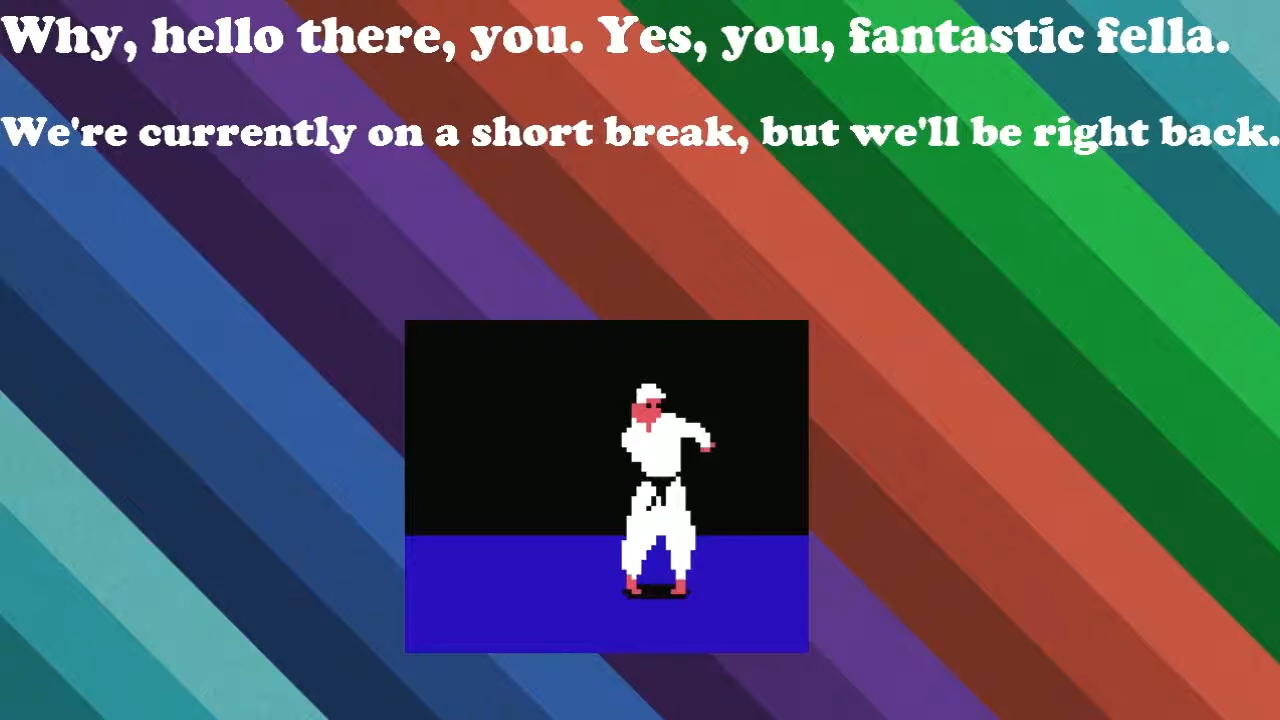 Why, hello there, you. Yes, you, fantastic fella.
We're currently on a short break, but we'll be right back.